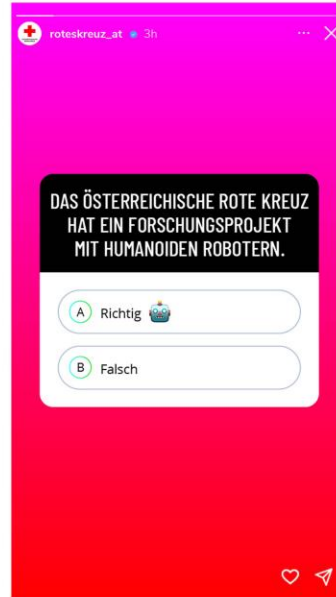 roteskreuz_at 3h
DAS ÖSTERREICHISCHE ROTE KREUZ
HAT EIN FORSCHUNGSPROJEKT
MIT HUMANOIDEN ROBOTERN.
A Richtig
B Falsch